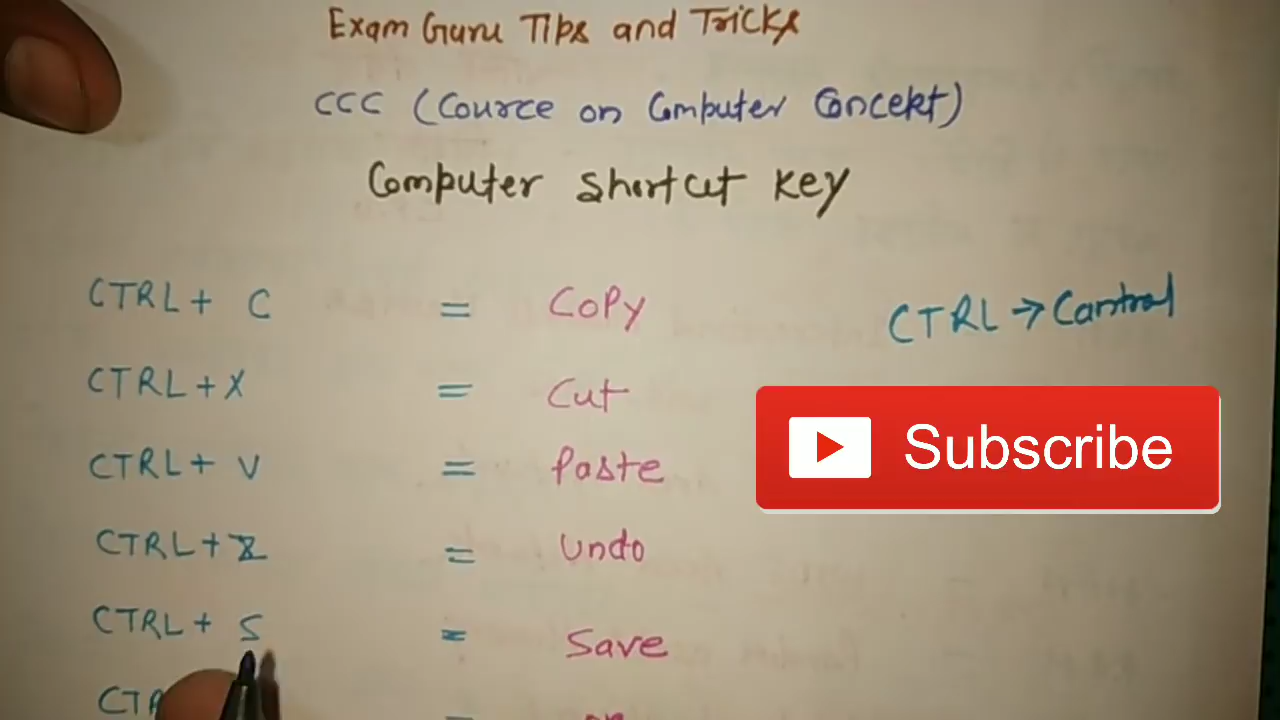 Exam Guru Tips and Tricks
CCC (Cource on Computer Concept)
Computer shortcut key
CTRL + C = Copy
CTRL → Cantrol
CTRL + X = Cut
CTRL + V = Paste
Subscribe
CTRL + Z = Undo
CTRL + S = Save